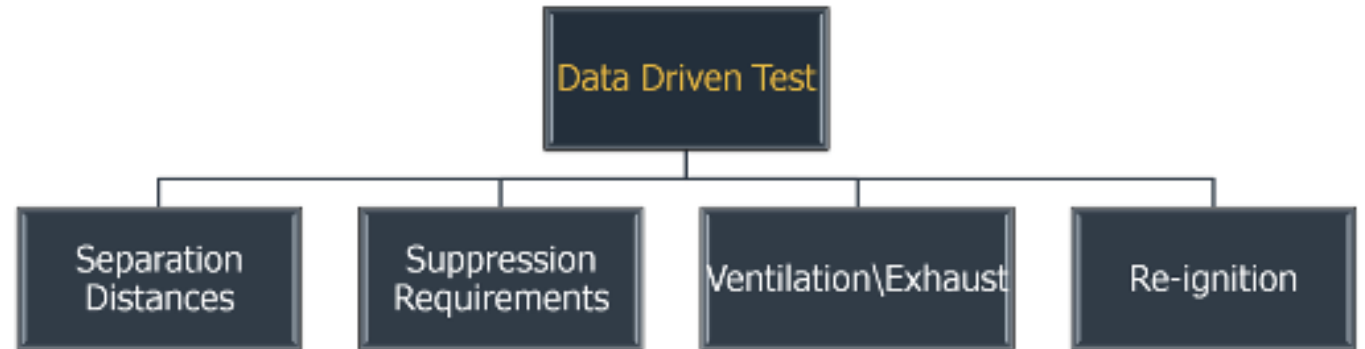 Data Driven Test
Separation
Distances
Suppression
Requirements
Ventilation\Exhaust
Re-ignition